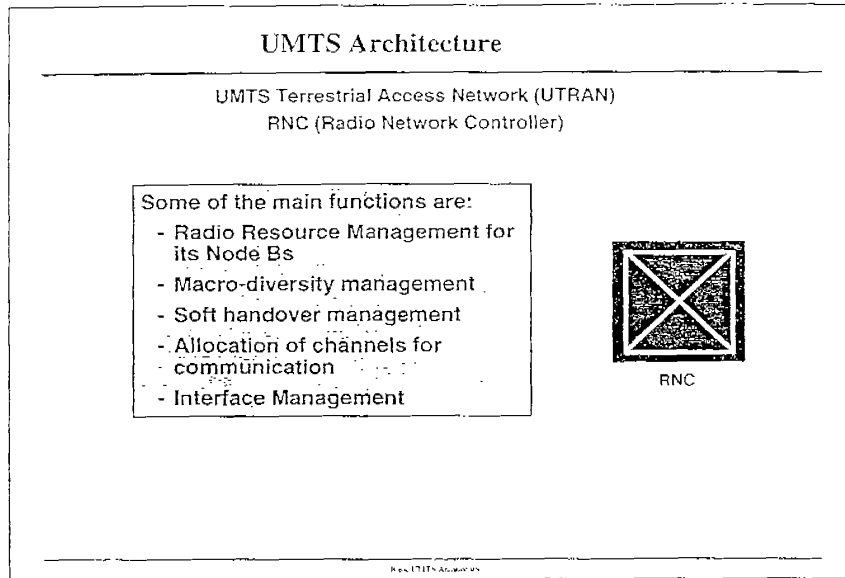 UMTS Architecture
UMTS Terrestrial Access Network (UTRAN)
RNC (Radio Network Controller)
Some of the main functions are:
- Radio Resource Management for
its Node Bs
- Macro-diversity management
- Soft handover management
- Allocation of channels for
communication
- Interface Management
RNC